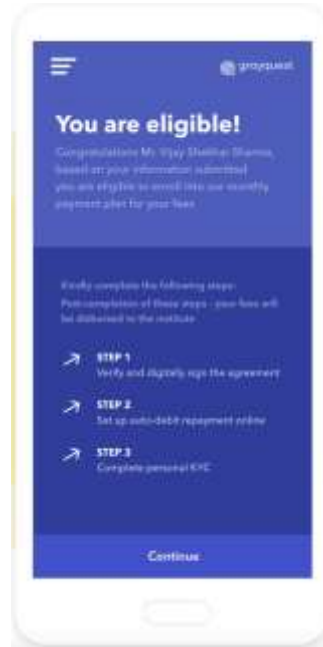 grayquest
You are eligible!
Congratulations Mr. Vijay Shekhar Sharma,
based on your information submitted
you are eligible to enroll into our monthly
payment plan for your fees
Kindly complete the following steps:
Post completion of these steps - your fees will
be disbursed to the institute
STEP 1
Verify and digitally sign the agreement
STEP 2
Set up auto-debit repayment online
STEP 3
Complete personal KYC
Continue